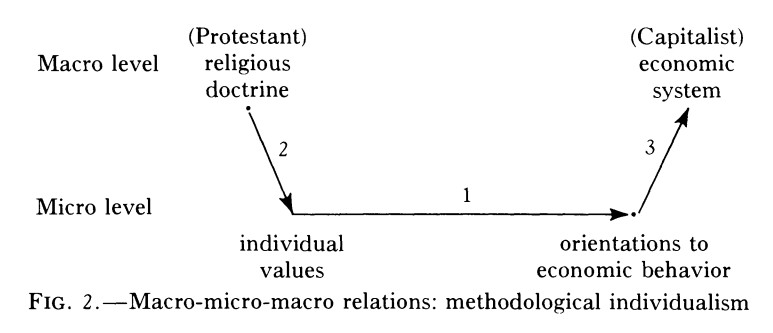 (Protestant)
religious
doctrine
(Capitalist)
economic
system
Macro level
2
3
1
Micro level
individual
values
orientations to
economic behavior
FIG. 2.—Macro-micro-macro relations: methodological individualism